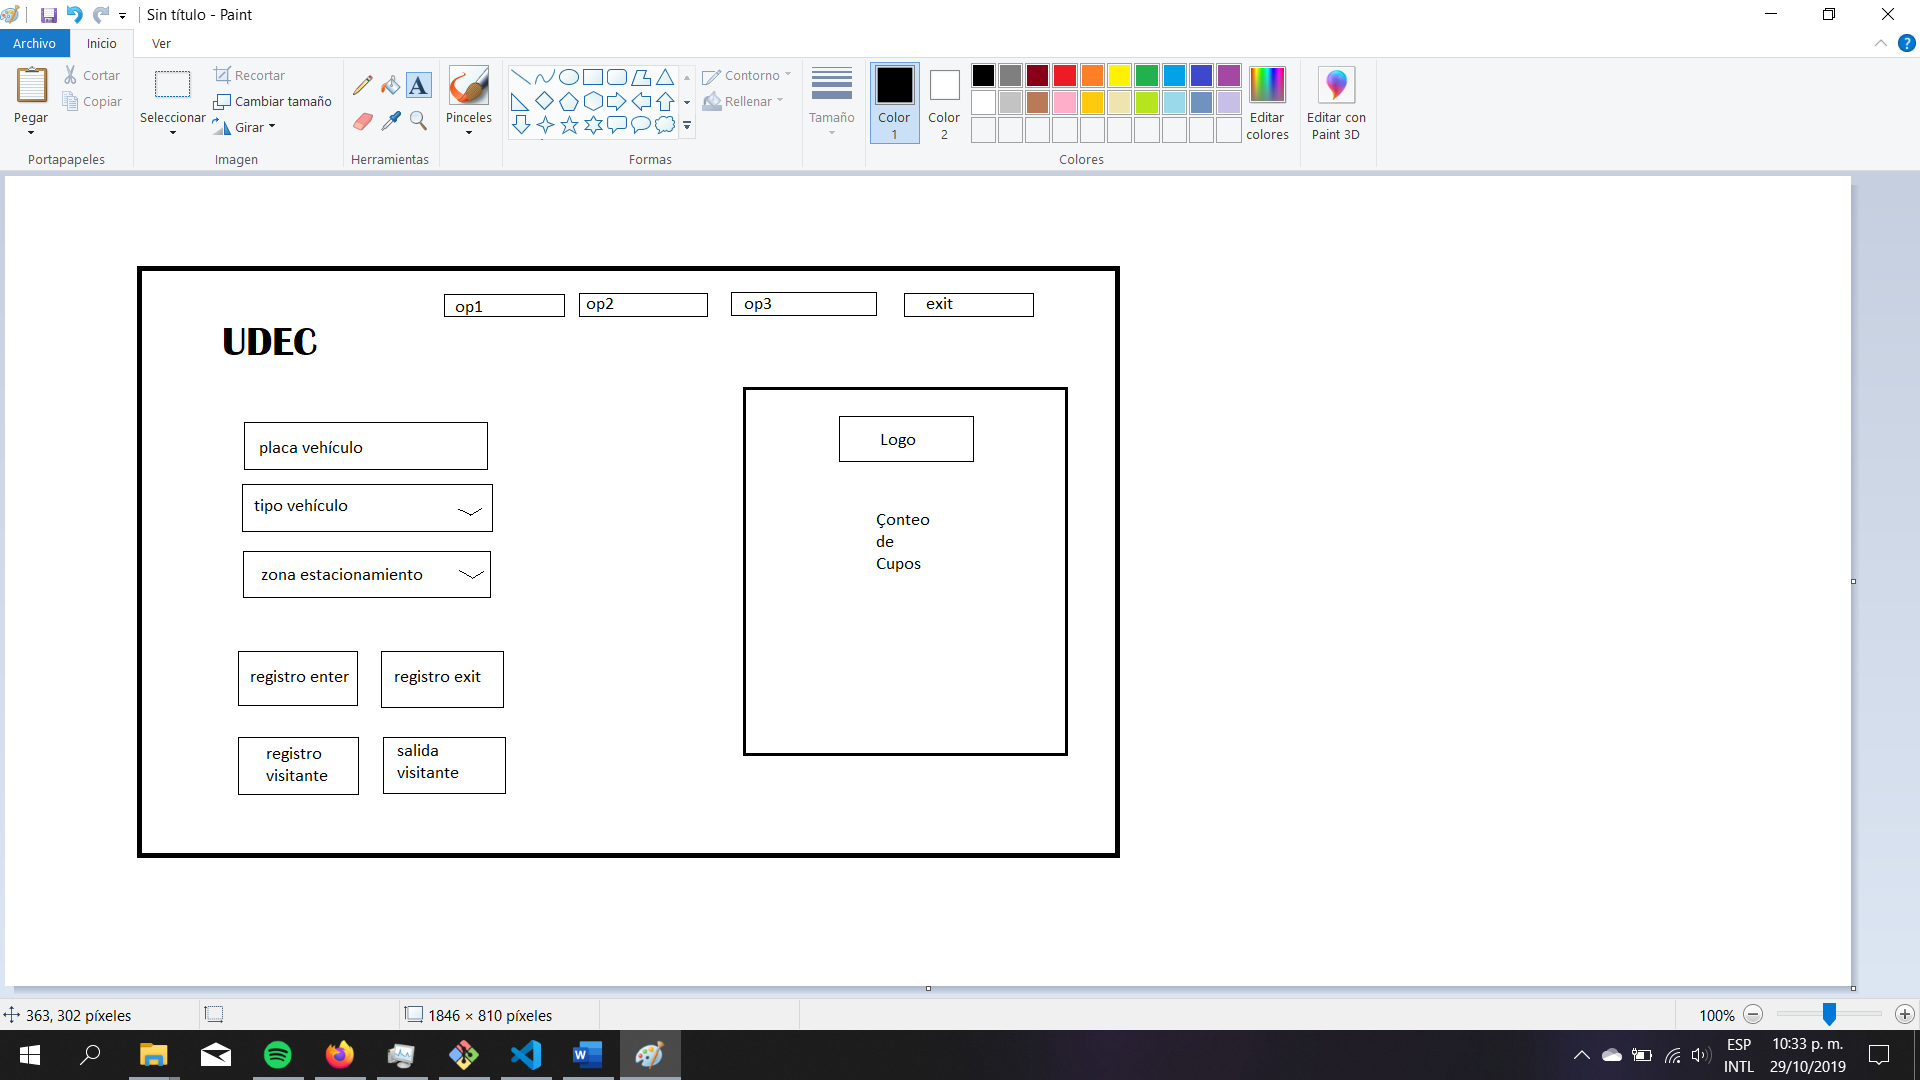 Sin título - Paint
Archivo Inicio Ver
Pegar
Cortar
Copiar
Portapapeles
Seleccionar
Recortar
Cambiar tamaño
Girar
Imagen
A
Herramientas
Pinceles
Formas
Contorno
Rellenar
Tamaño
Color
1
Color
2
Editar
colores
Colores
Editar con
Paint 3D
op1 op2 op3 exit
UDEC
placa vehículo
tipo vehículo
zona estacionamiento
registro enter
registro exit
registro
visitante
salida
visitante
Logo
Çonteo
de
Cupos
363, 302 píxeles
1846 × 810 píxeles
100%
ESP
INTL
10:33 p. m.
29/10/2019